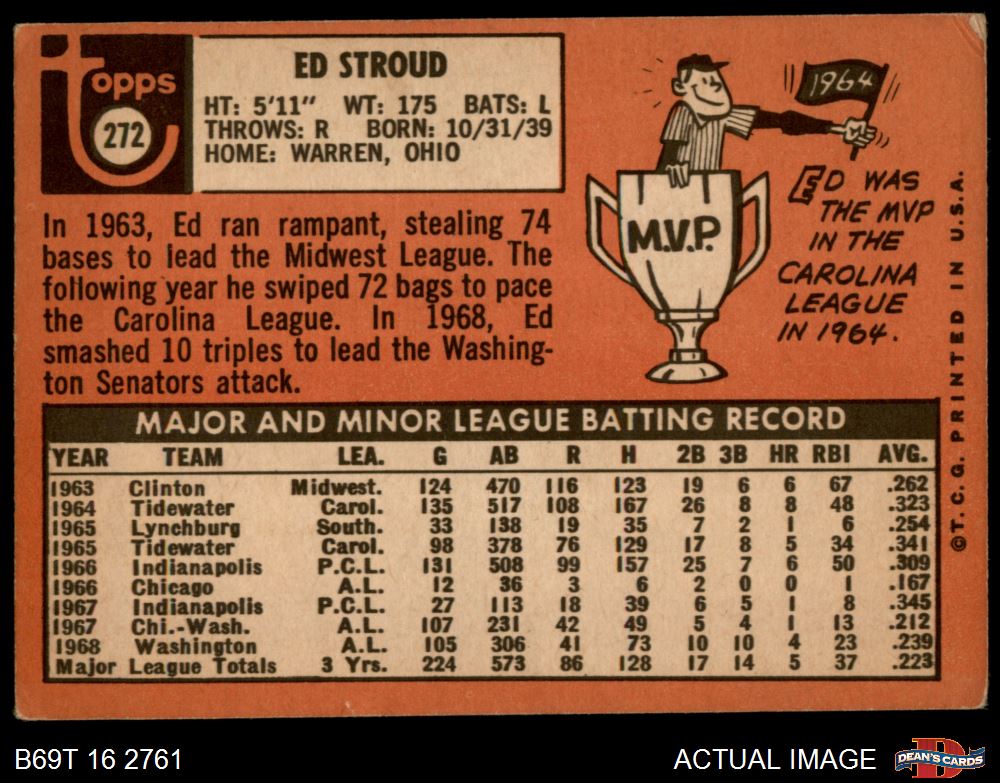 topps
272
ED STROUD
HT: 5'11" WT: 175 BATS: L
THROWS: R BORN: 10/31/39
HOME: WARREN, OHIO
In 1963, Ed ran rampant, stealing 74
bases to lead the Midwest League. The
following year he swiped 72 bags to pace
the Carolina League. In 1968, Ed
smashed 10 triples to lead the Washing-
ton Senators attack.
1964
M.V.P.
ED WAS
THE MVP
IN THE
CAROLINA
LEAGUE
IN 1964.
MAJOR AND MINOR LEAGUE BATTING RECORD
YEAR TEAM LEA. G AB R H 2B 3B HR RBI AVG.
1963 Clinton Midwest. 124 470 116 123 19 6 6 67 .262
1964 Tidewater Carol. 135 517 108 167 26 8 8 48 .323
1965 Lynchburg South. 33 138 19 35 7 2 1 6 .254
1965 Tidewater Carol. 98 378 76 129 17 8 5 34 .341
1966 Indianapolis P.C.L. 131 508 99 157 25 7 6 50 .309
1966 Chicago A.L. 12 36 3 6 2 0 0 1 .167
1967 Indianapolis P.C.L. 27 113 18 39 6 5 1 8 .345
1967 Chi.-Wash. A.L. 107 231 42 49 5 4 1 13 .212
1968 Washington A.L. 105 306 41 73 10 10 4 23 .239
Major League Totals 3 Yrs. 224 573 86 128 17 14 5 37 .223
©T. C. G. PRINTED IN U.S.A.
B69T 16 2761
ACTUAL IMAGE
D
DEAN'S CARDS